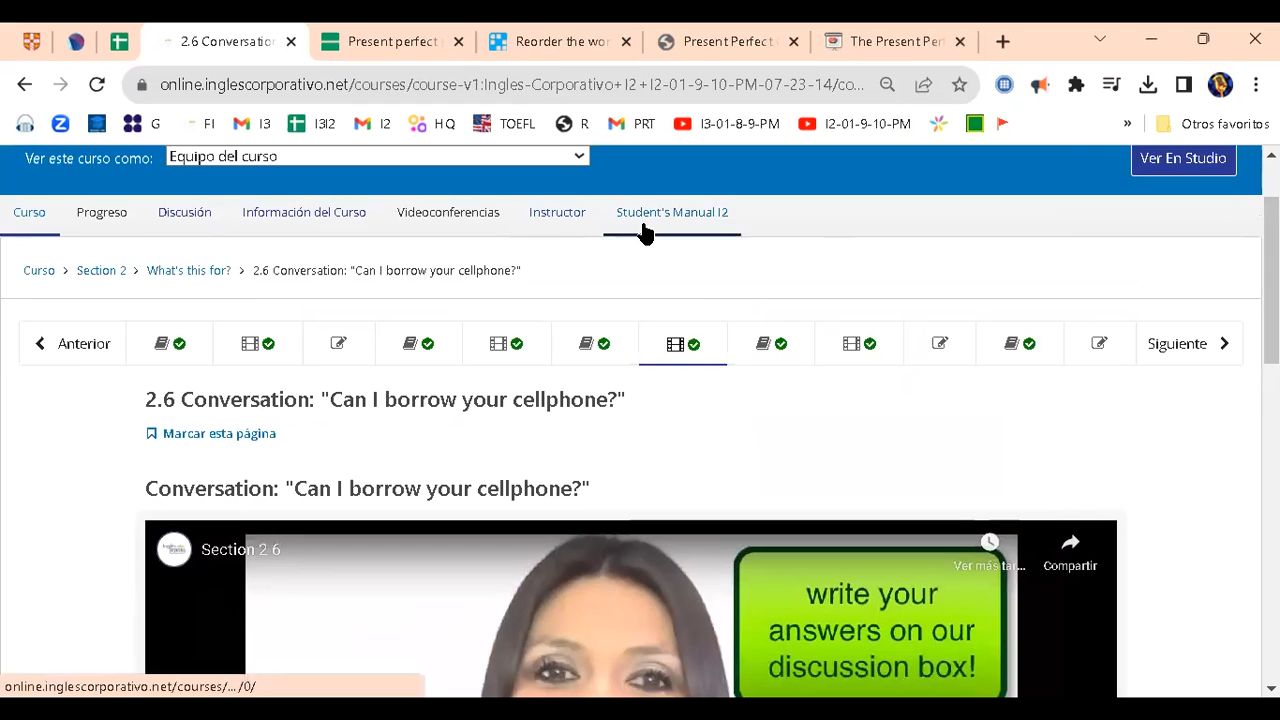 2.6 Conversation
Present perfect
Reorder the wor
Present Perfect
The Present Per
online.inglescorporativo.net/courses/course-v1:Ingles-Corporativo+I2+I2-01-9-10-PM-07-23-14/co...
G
FI
I3
I3I2
I2
HQ
TOEFL
R
PRT
I3-01-8-9-PM
I2-01-9-10-PM
»
Otros favoritos
Ver este curso como:
Equipo del curso
Ver En Studio
Curso
Progreso
Discusión
Información del Curso
Videoconferencias
Instructor
Student's Manual I2
Curso > Section 2 > What's this for? > 2.6 Conversation: "Can I borrow your cellphone?"
Anterior
Siguiente
2.6 Conversation: "Can I borrow your cellphone?"
Marcar esta página
Conversation: "Can I borrow your cellphone?"
Section 2 6
Ver más tar...
Compartir
write your
answers on our
discussion box!
online.inglescorporativo.net/courses/.../0/